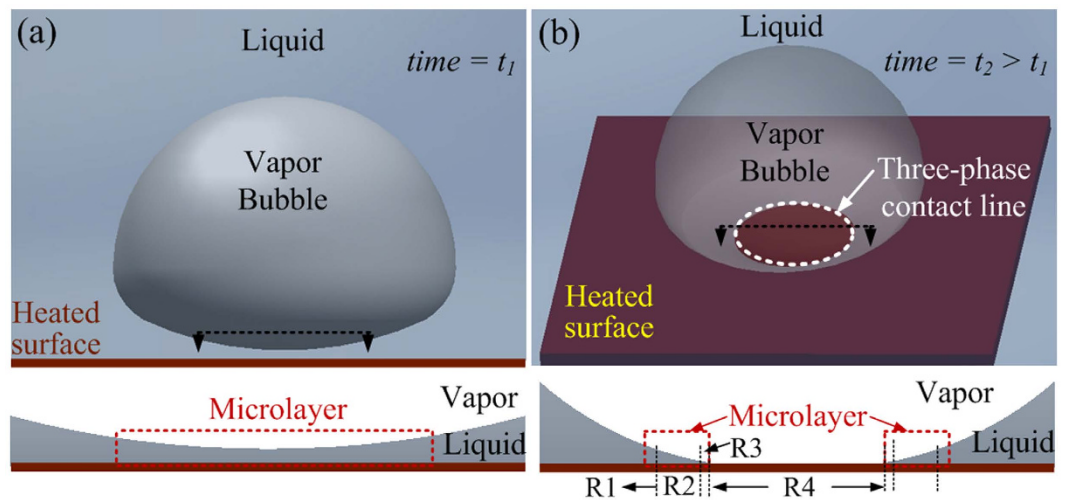 (a)
Liquid
time = t1
Vapor
Bubble
Heated
surface
Microlayer
Vapor
Liquid
(b)
Liquid
time = t2 > t1
Vapor
Bubble
Three-phase
contact line
Heated
surface
Microlayer
Vapor
Liquid
R3
R1
R2
R4